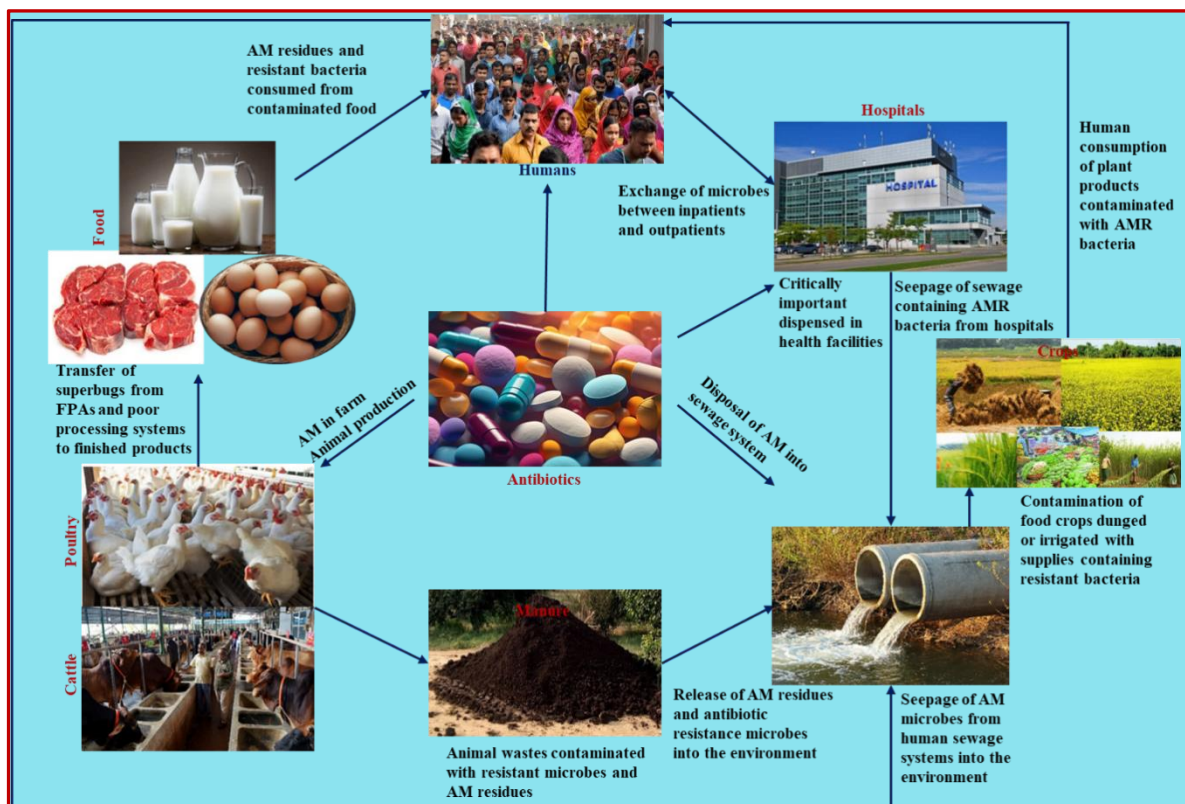 AM residues and
resistant bacteria
consumed from
contaminated food
Humans
Hospitals
HOSPITAL
Human
consumption
of plant
products
contaminated
with AMR
bacteria
Exchange of microbes
between inpatients
and outpatients
Food
Critically
important
dispensed in
health facilities
Seepage of sewage
containing AMR
bacteria from hospitals
Crops
Transfer of
superbugs from
FPAs and poor
processing systems
to finished products
AM in farm
Animal production
Antibiotics
Disposal of AM into
sewage system
Contamination of
food crops dunged
or irrigated with
supplies containing
resistant bacteria
Poultry
Cattle
Manure
Animal wastes contaminated
with resistant microbes and
AM residues
Release of AM residues
and antibiotic
resistance microbes
into the environment
Seepage of AM
microbes from
human sewage
systems into the
environment